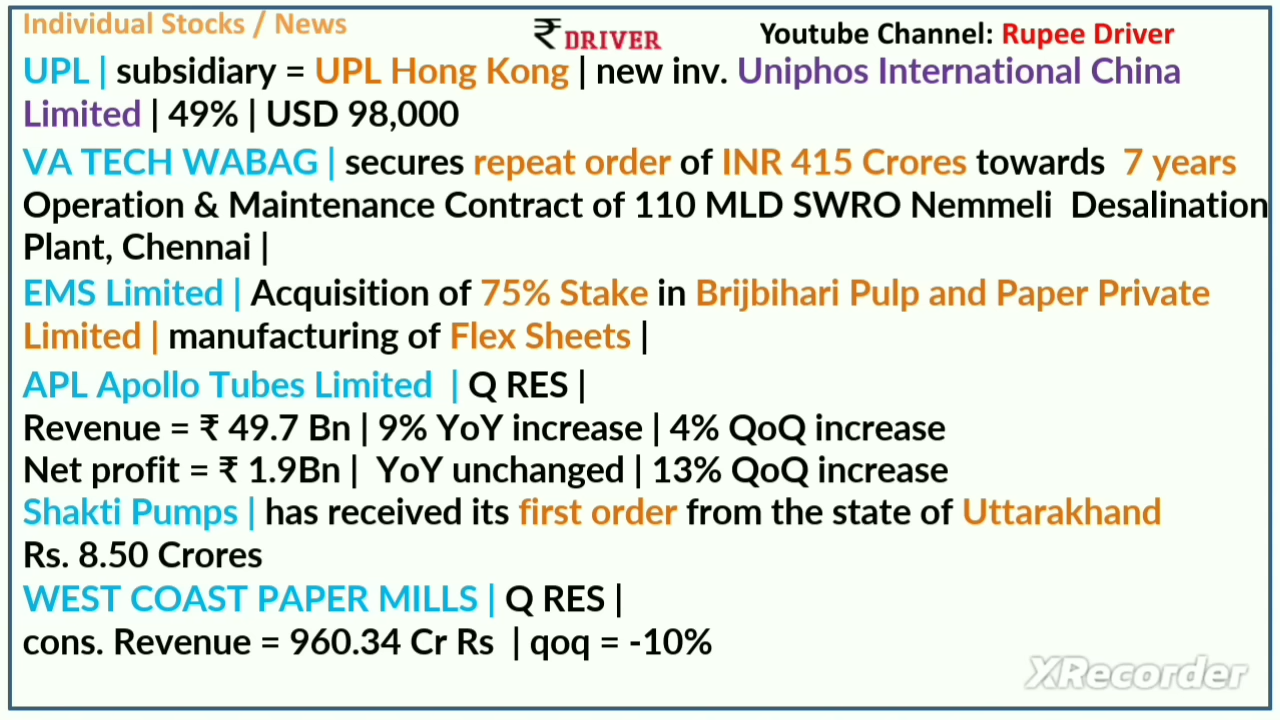 Individual Stocks / News
₹ DRIVER
Youtube Channel: Rupee Driver
UPL | subsidiary = UPL Hong Kong | new inv. Uniphos International China
Limited | 49% | USD 98,000
VA TECH WABAG | secures repeat order of INR 415 Crores towards 7 years
Operation & Maintenance Contract of 110 MLD SWRO Nemmeli Desalination
Plant, Chennai |
EMS Limited | Acquisition of 75% Stake in Brijbihari Pulp and Paper Private
Limited | manufacturing of Flex Sheets |
APL Apollo Tubes Limited | Q RES |
Revenue = ₹ 49.7 Bn | 9% YoY increase | 4% QoQ increase
Net profit = ₹ 1.9Bn | YoY unchanged | 13% QoQ increase
Shakti Pumps | has received its first order from the state of Uttarakhand
Rs. 8.50 Crores
WEST COAST PAPER MILLS | Q RES |
cons. Revenue = 960.34 Cr Rs | qoq = -10%
XRecorder